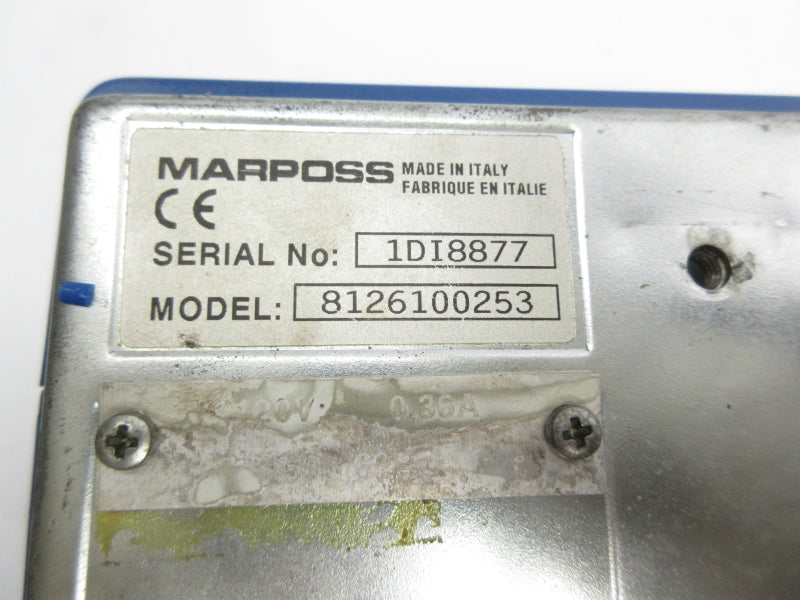 MARPOSS MADE IN ITALY
FABRIQUE EN ITALIE
CE
SERIAL No: 1DI8877
MODEL: 8126100253
120V 0.36A